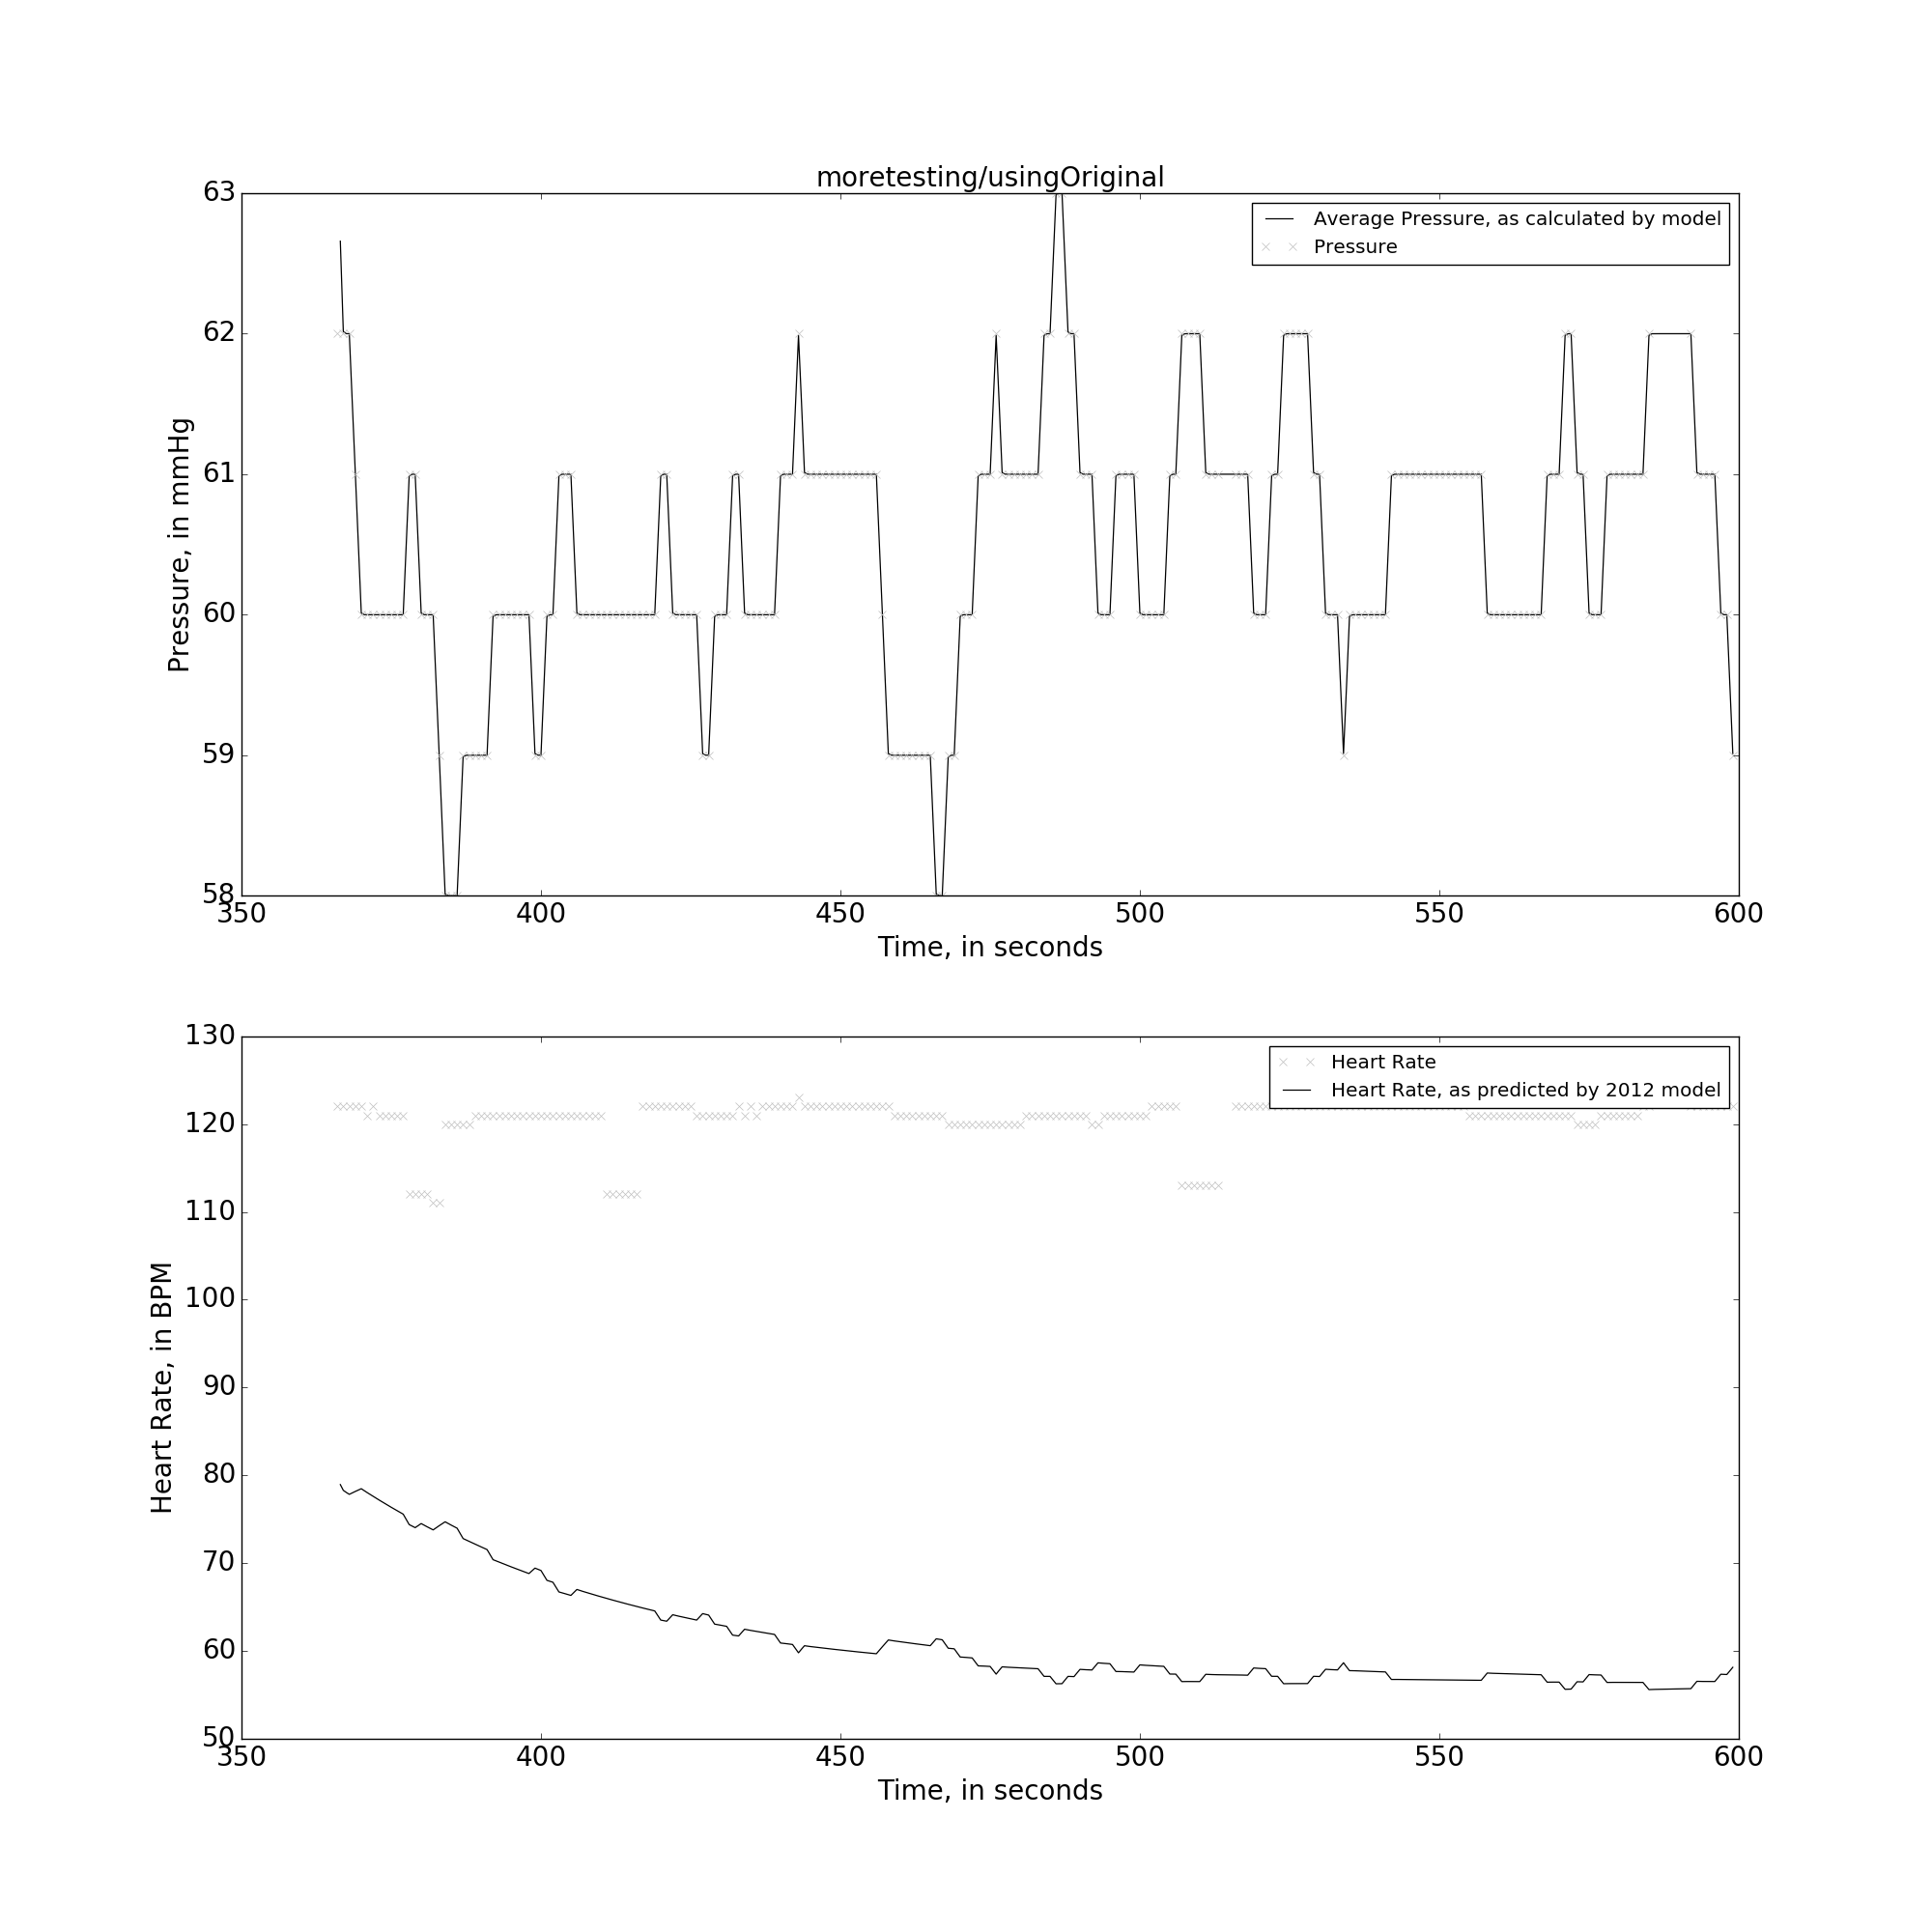 moretesting/usingOriginal
63
62
61
60
59
58
Pressure, in mmHg
Average Pressure, as calculated by model
Pressure
350 400 450 500 550 600
Time, in seconds
130
120
110
100
90
80
70
60
50
Heart Rate, in BPM
Heart Rate
Heart Rate, as predicted by 2012 model
350 400 450 500 550 600
Time, in seconds